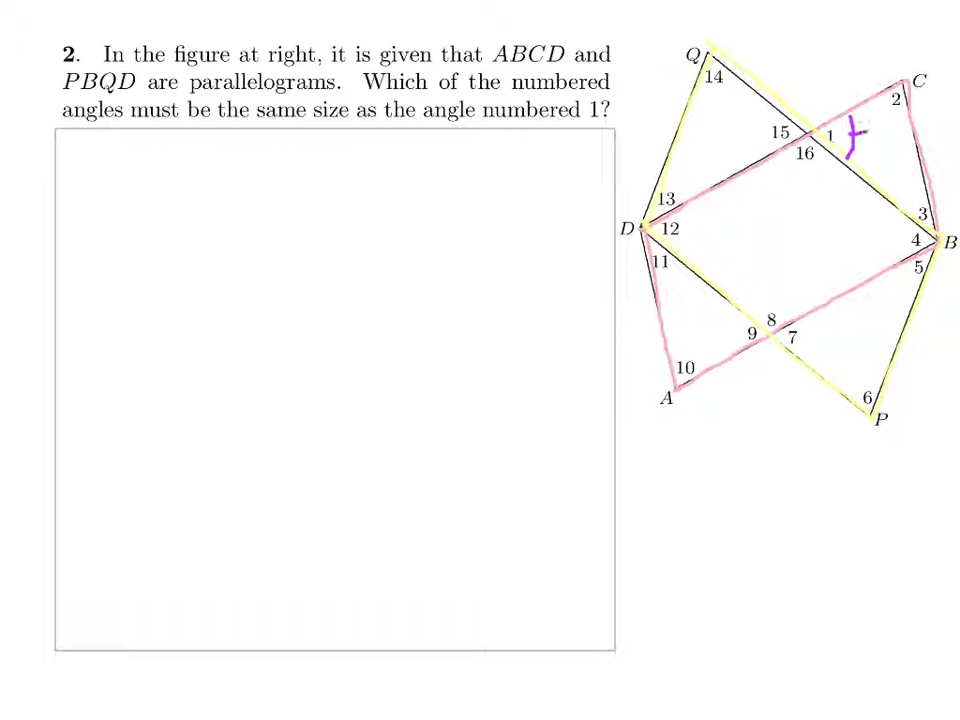 2. In the figure at right, it is given that ABCD and
PBQD are parallelograms. Which of the numbered
angles must be the same size as the angle numbered 1?
Q
14
C
2
15
1
16
13
3
D
12
4
B
11
5
8
9
7
10
A
6
P